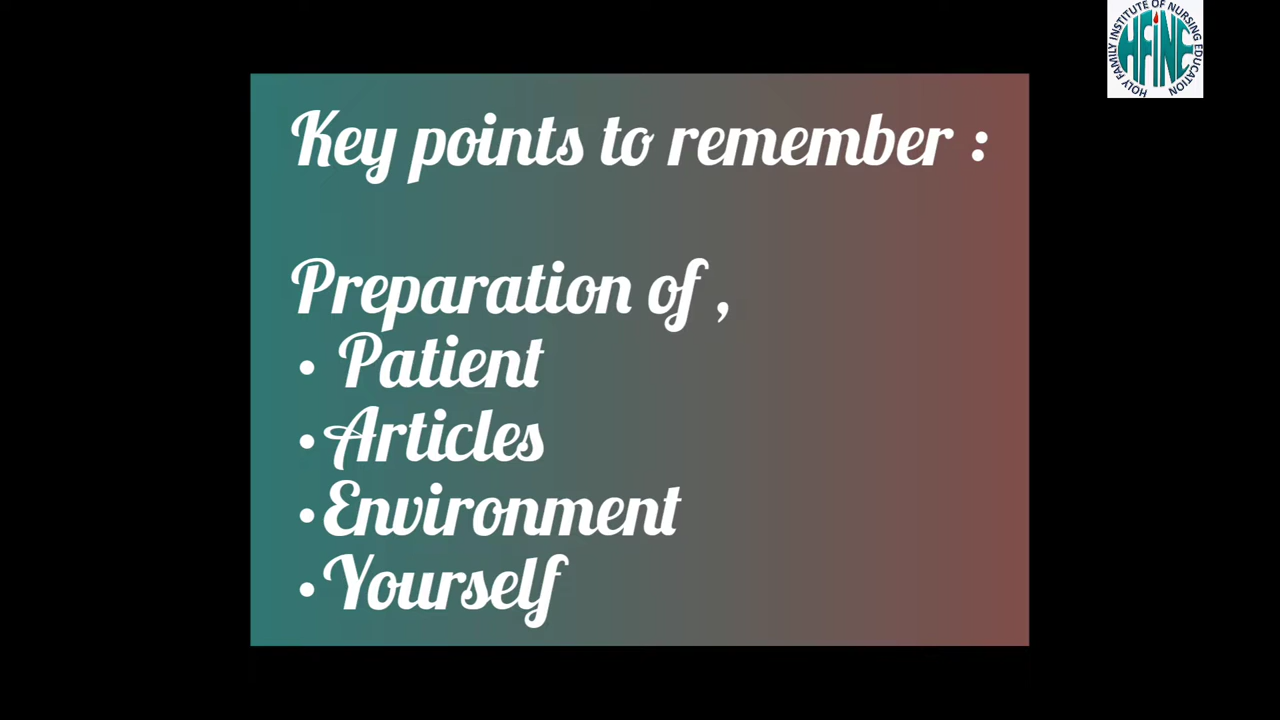 HOLY FAMILY INSTITUTE OF NURSING EDUCATION
HFINE
Key points to remember :
Preparation of ,
• Patient
• Articles
• Environment
• Yourself